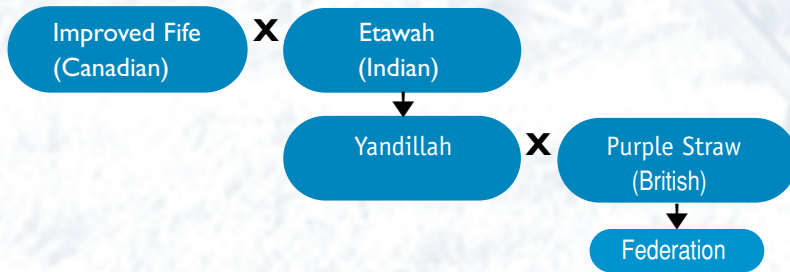 Improved Fife
(Canadian)
X
Etawah
(Indian)
Yandillah
X
Purple Straw
(British)
Federation